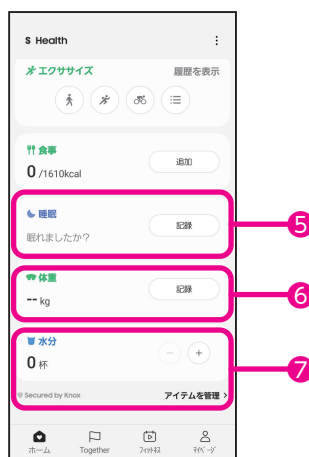 S Health
エクササイズ 履歴を表示
食事
0 /1610kcal 追加
睡眠
眠れましたか？ 記録
5
体重
-- kg 記録
6
水分
0 杯
7
Secured by Knox アイテムを管理
ホーム Together フィットネス マイページ